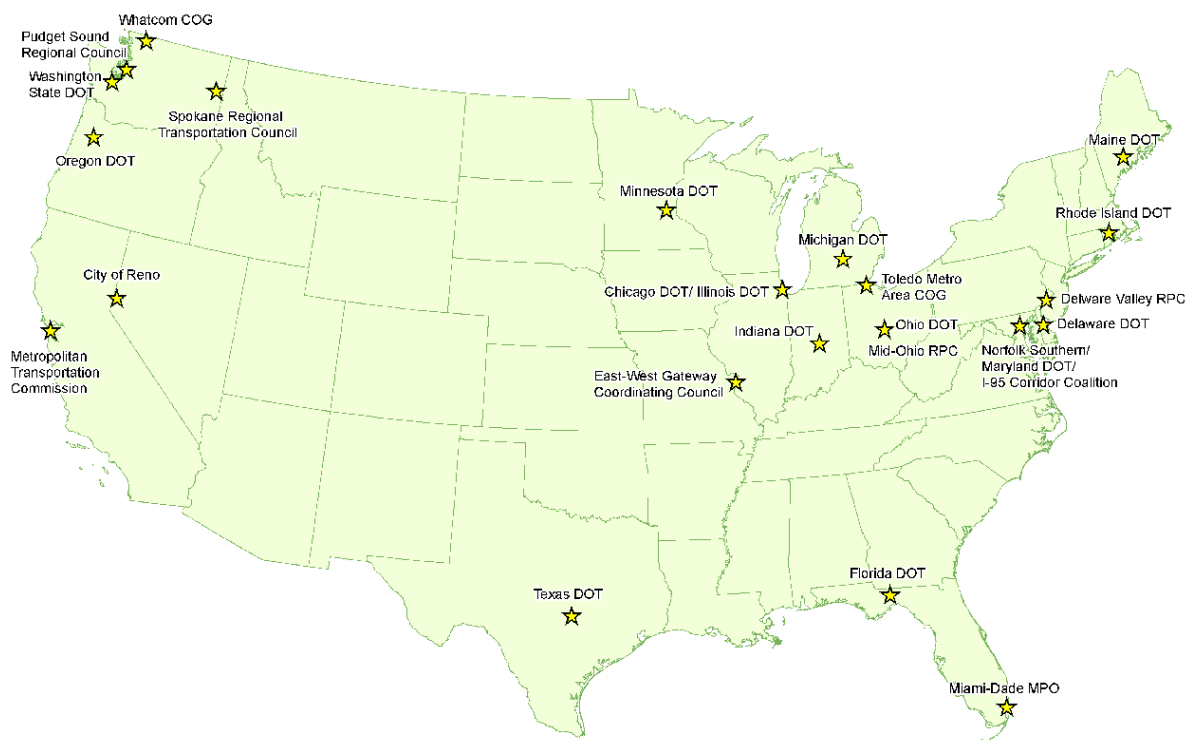 Whatcom COG
Pudget Sound
Regional Council
Washington
State DOT
Spokane Regional
Transportation Council
Oregon DOT
Maine DOT
Minnesota DOT
Rhode Island DOT
Michigan DOT
City of Reno
Toledo Metro
Area COG
Chicago DOT/ Illinois DOT
Delware Valley RPC
Indiana DOT
Ohio DOT
Delaware DOT
Mid-Ohio RPC
Norfolk Southern/
Maryland DOT/
I-95 Corridor Coalition
Metropolitan
Transportation
Commission
East-West Gateway
Coordinating Council
Florida DOT
Texas DOT
Miami-Dade MPO